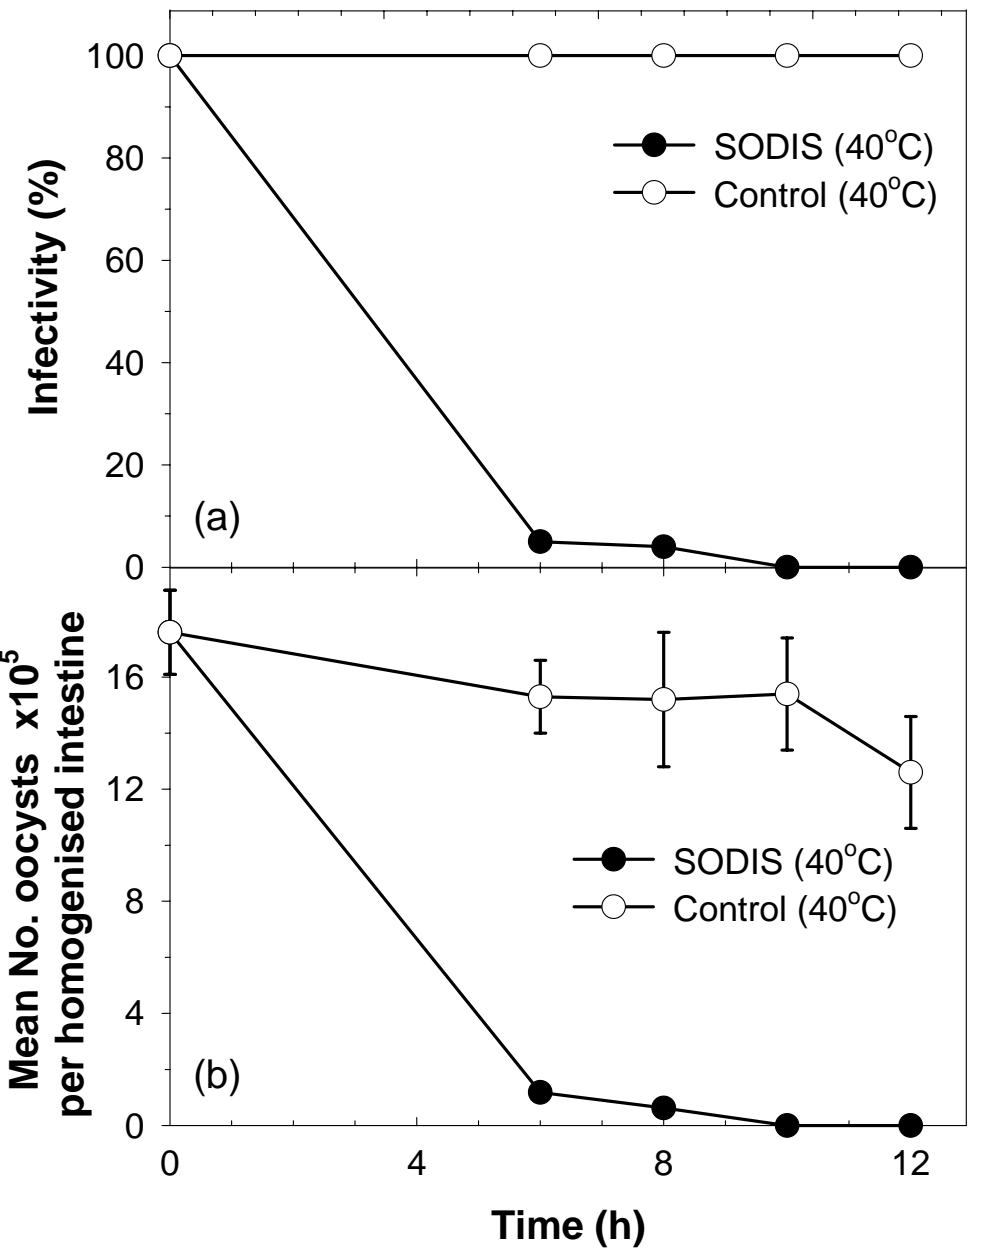 100
80
60
40
20
0
Infectivity (%)
SODIS (40°C)
Control (40°C)
(a)
16
12
8
4
0
Mean No. oocysts x10⁵
per homogenised intestine
SODIS (40°C)
Control (40°C)
(b)
0 4 8 12
Time (h)